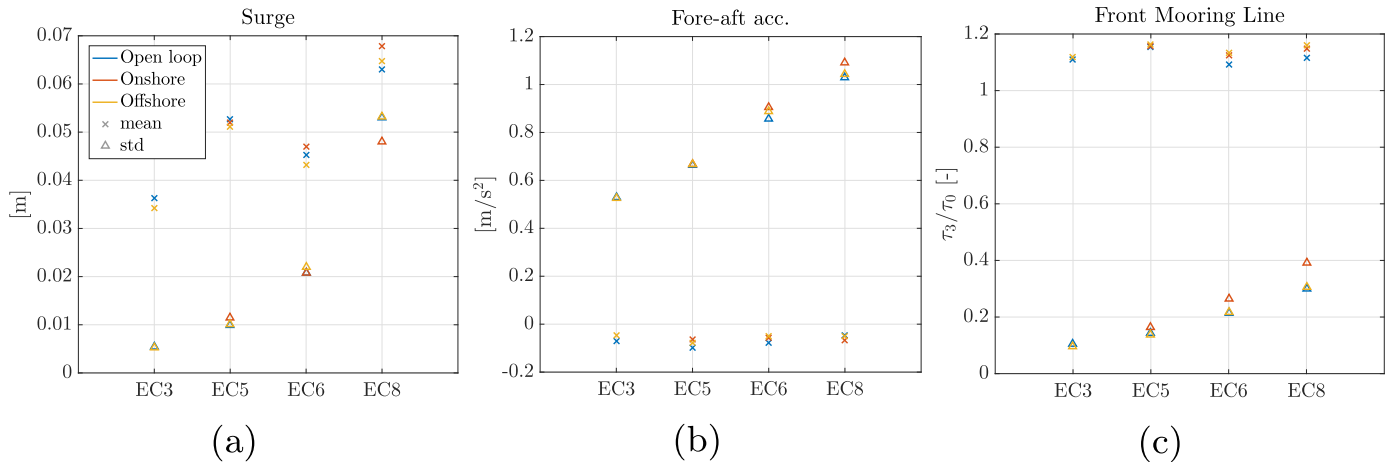 Surge
[m]
0.07
0.06
0.05
0.04
0.03
0.02
0.01
0
Open loop
Onshore
Offshore
mean
std
EC3 EC5 EC6 EC8
(a)
Fore-aft acc.
[m/s²]
1.2
1
0.8
0.6
0.4
0.2
0
-0.2
EC3 EC5 EC6 EC8
(b)
Front Mooring Line
τ₃/τ₀ [-]
1.2
1
0.8
0.6
0.4
0.2
0
EC3 EC5 EC6 EC8
(c)